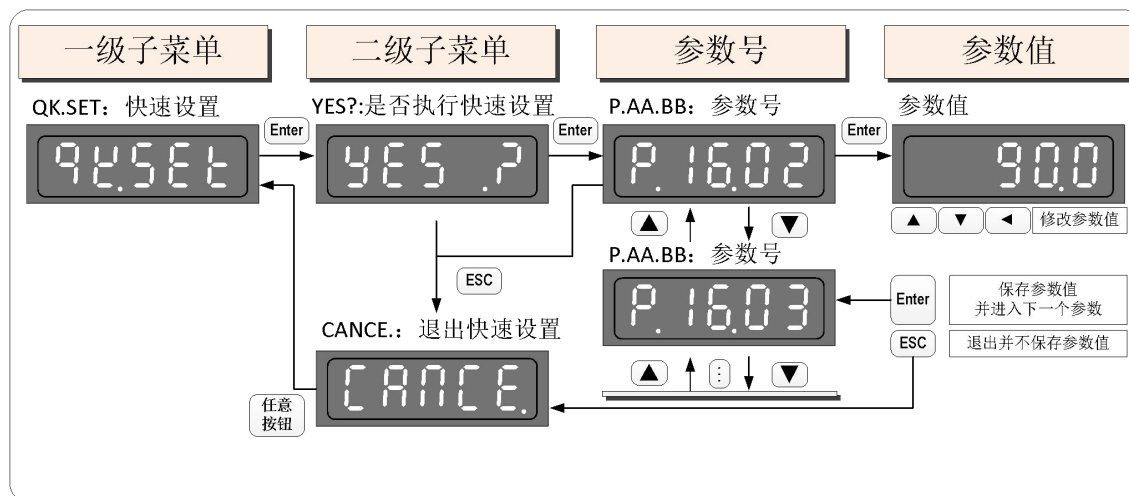 一级子菜单
二级子菜单
参数号
参数值
QK.SET: 快速设置
YES?:是否执行快速设置
P.AA.BB: 参数号
参数值
qK.SEt
Enter
yES .?
Enter
P.16.02
Enter
90.0
▲
▼
▲
▼
◄
修改参数值
P.AA.BB: 参数号
ESC
P.16.03
Enter
保存参数值
并进入下一个参数
CANCE.: 退出快速设置
ESC
退出并不保存参数值
CANCE.
▲
⋮
▼
任意
按钮